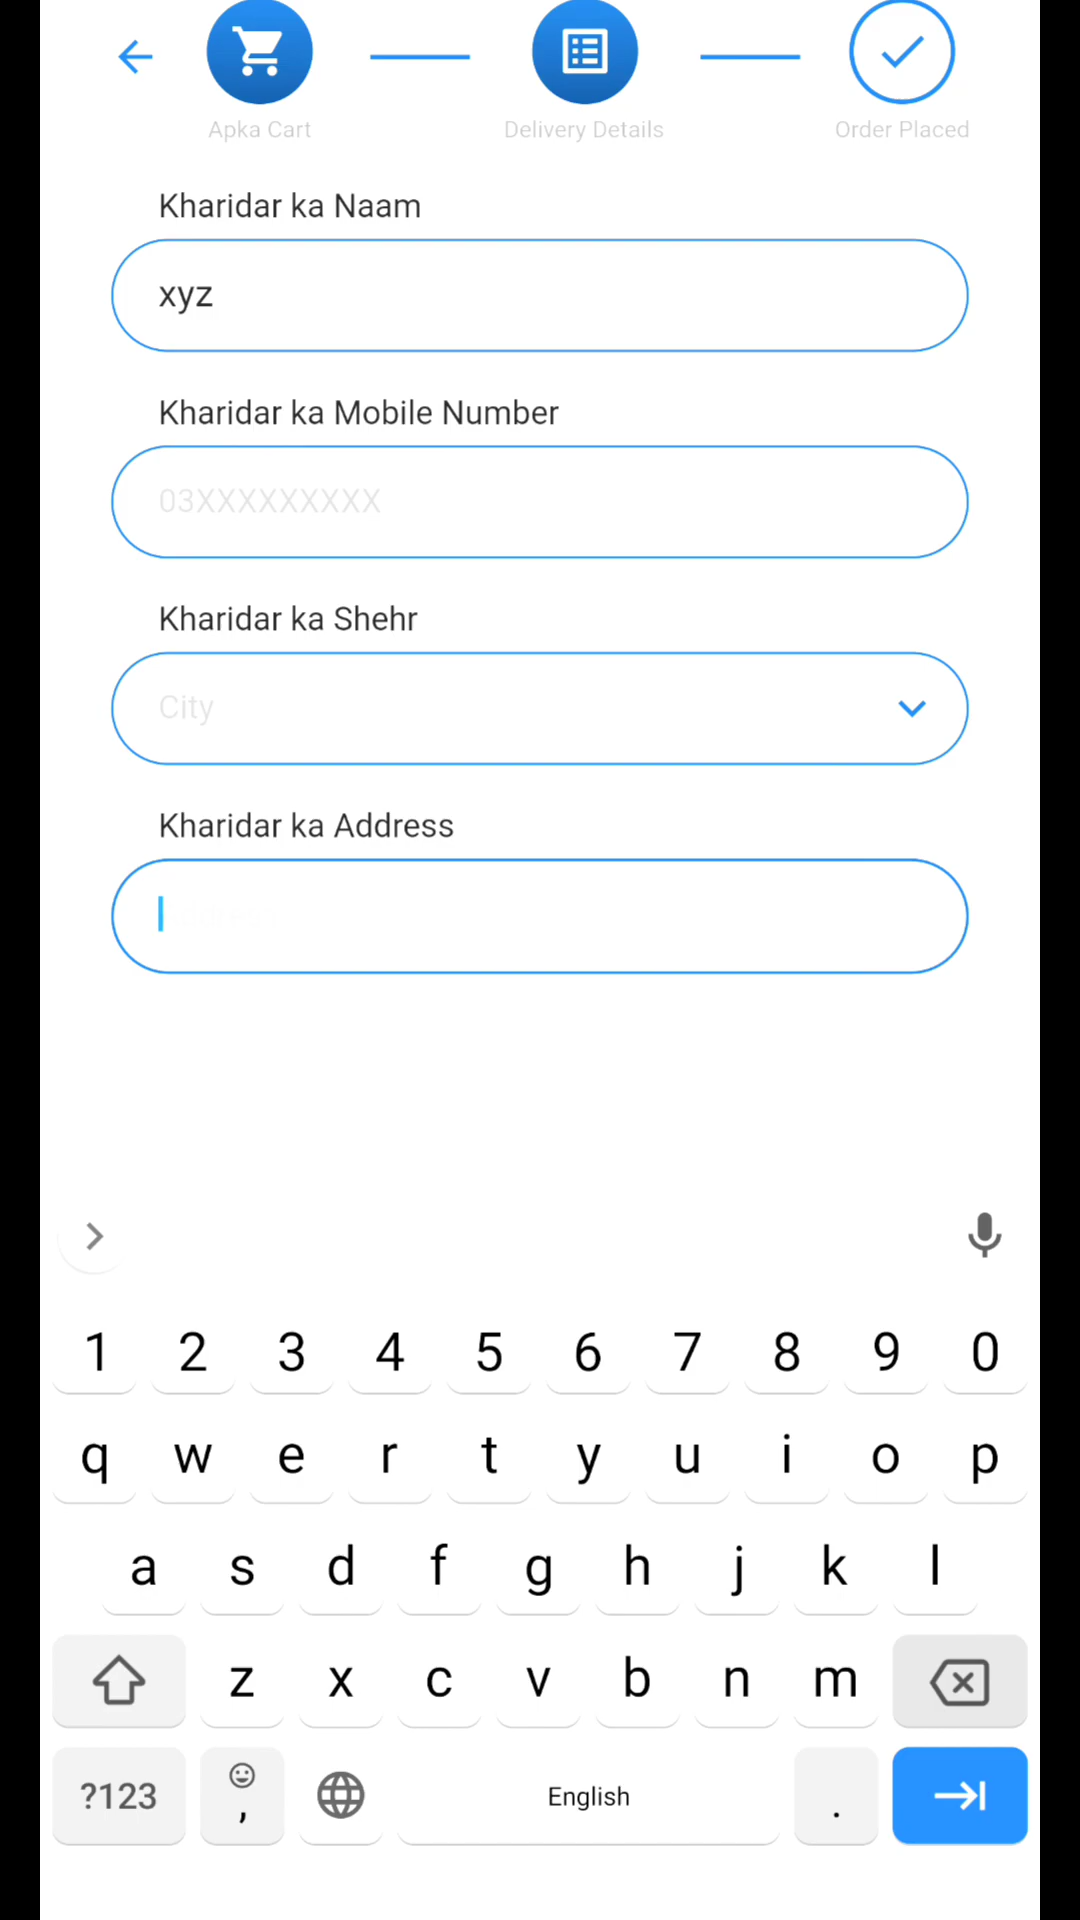 Apka Cart
Delivery Details
Order Placed
Kharidar ka Naam
xyz
Kharidar ka Mobile Number
03XXXXXXXXX
Kharidar ka Shehr
City
Kharidar ka Address
1 2 3 4 5 6 7 8 9 0
q w e r t y u i o p
a s d f g h j k l
z x c v b n m
?123 , English .